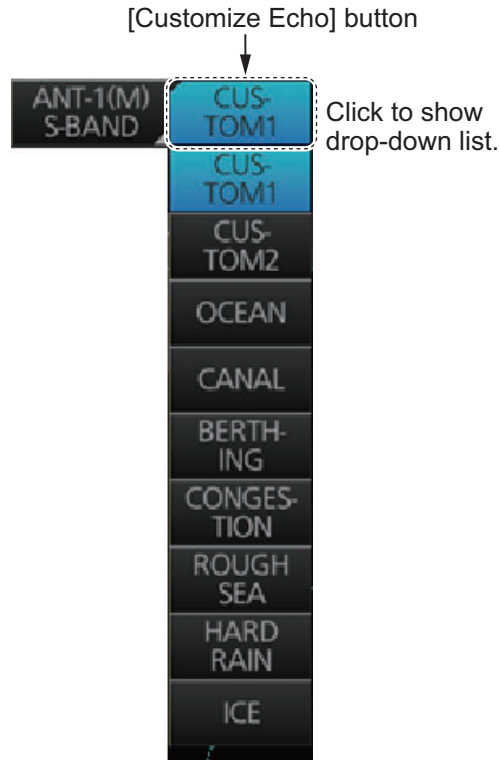 [Customize Echo] button
ANT-1(M)
S-BAND
CUS-
TOM1
Click to show
drop-down list.
CUS-
TOM1
CUS-
TOM2
OCEAN
CANAL
BERTH-
ING
CONGES-
TION
ROUGH
SEA
HARD
RAIN
ICE